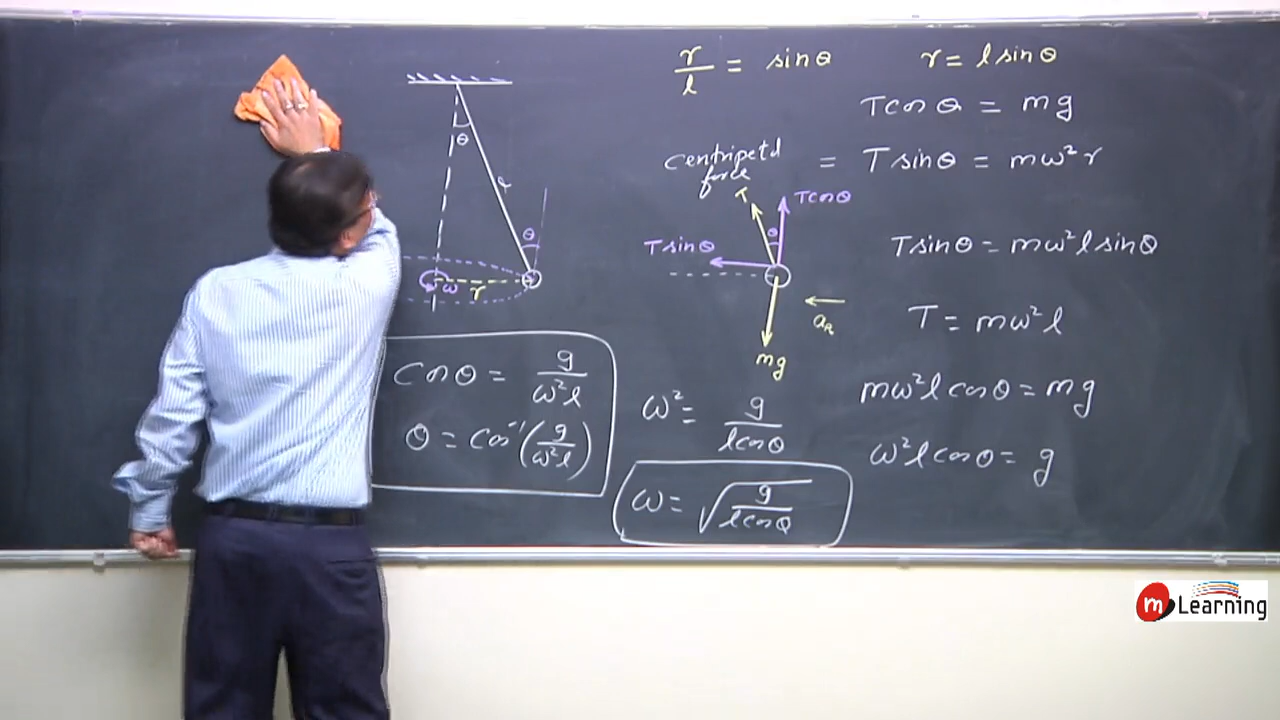 r/l = sinθ r = l sinθ
Tcosθ = mg
Centripetal force = Tsinθ = mω²r
T Tcosθ
θ
Tsinθ
mg
a_R
Tsinθ = mω²l sinθ
T = mω²l
mω²l cosθ = mg
ω²l cosθ = g
θ
l
θ
ω r
cosθ = g/ω²l
θ = cos⁻¹(g/ω²l)
ω² = g/lcosθ
ω = √(g/lcosθ)
m Learning